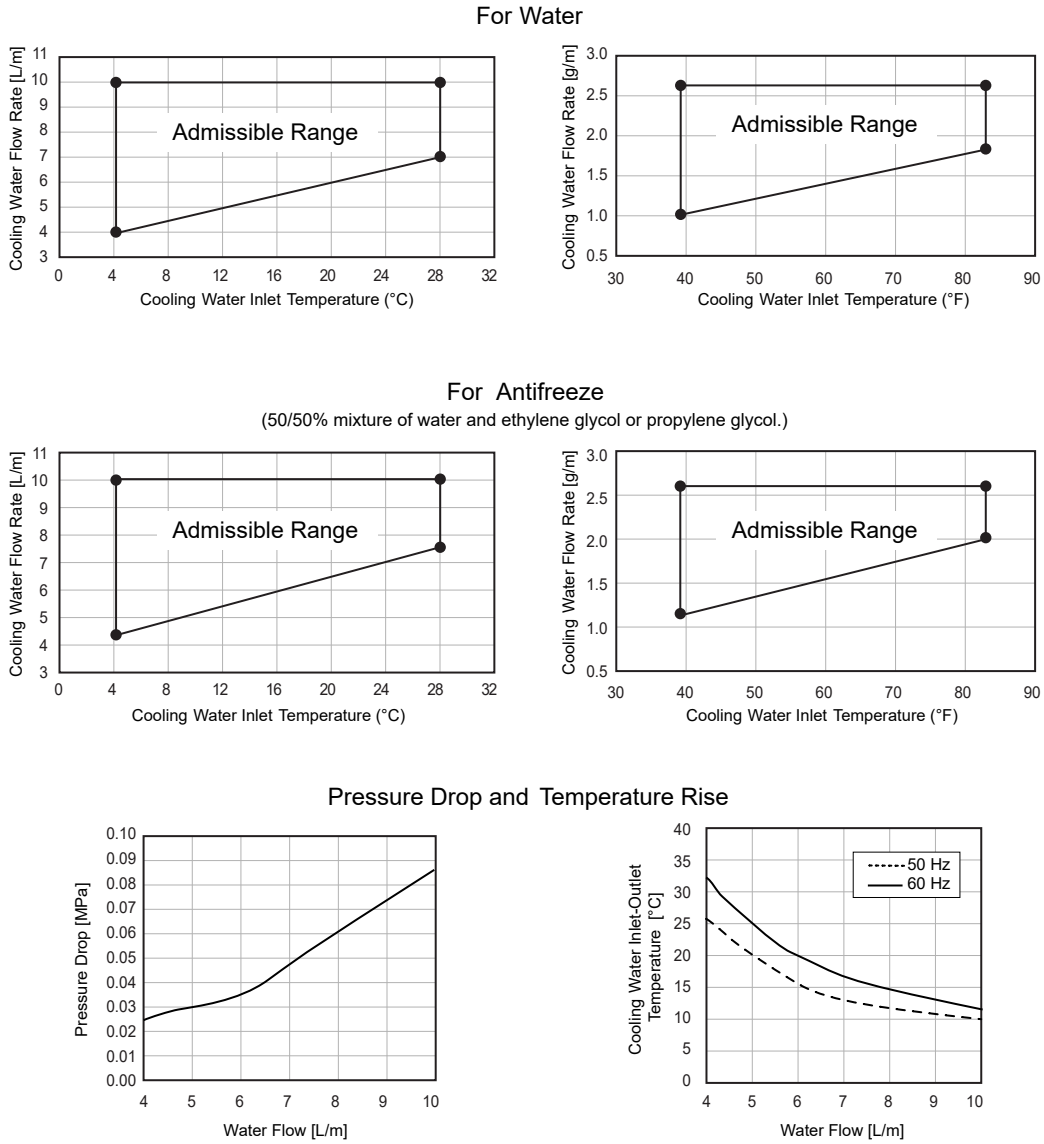 For Water
Cooling Water Flow Rate [L/m]
11
10
9
8
7
6
5
4
3
Admissible Range
0 4 8 12 16 20 24 28 32
Cooling Water Inlet Temperature (°C)
Cooling Water Flow Rate [g/m]
3.0
2.5
2.0
1.5
1.0
0.5
Admissible Range
30 40 50 60 70 80 90
Cooling Water Inlet Temperature (°F)
For Antifreeze
(50/50% mixture of water and ethylene glycol or propylene glycol.)
Cooling Water Flow Rate [L/m]
11
10
9
8
7
6
5
4
3
Admissible Range
0 4 8 12 16 20 24 28 32
Cooling Water Inlet Temperature (°C)
Cooling Water Flow Rate [g/m]
3.0
2.5
2.0
1.5
1.0
0.5
Admissible Range
30 40 50 60 70 80 90
Cooling Water Inlet Temperature (°F)
Pressure Drop and Temperature Rise
Pressure Drop [MPa]
0.10
0.09
0.08
0.07
0.06
0.05
0.04
0.03
0.02
0.01
0.00
4 5 6 7 8 9 10
Water Flow [L/m]
Cooling Water Inlet-Outlet
Temperature [°C]
40
35
30
25
20
15
10
5
0
50 Hz
60 Hz
4 5 6 7 8 9 10
Water Flow [L/m]